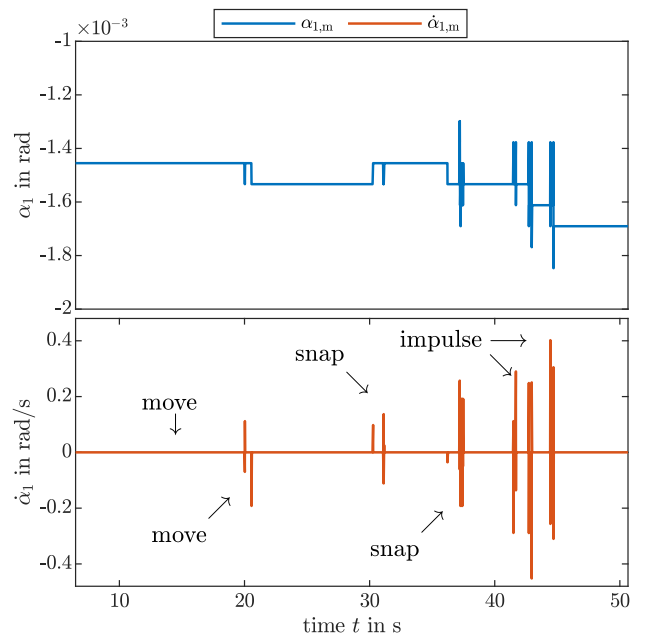 α₁,m α̇₁,m
×10⁻³
-1
-1.2
-1.4
-1.6
-1.8
-2
α₁ in rad
0.4
0.2
0
-0.2
-0.4
α̇₁ in rad/s
impulse
snap
move
move
snap
10 20 30 40 50
time t in s